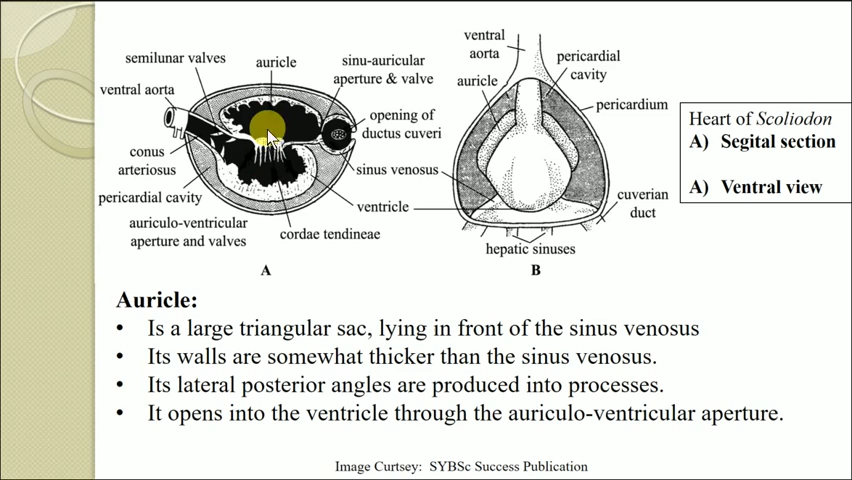 semilunar valves
auricle
sinu-auricular
aperture & valve
ventral aorta
opening of
ductus cuveri
conus
arteriosus
sinus venosus
pericardial cavity
ventricle
auriculo-ventricular
aperture and valves
cordae tendineae
A
ventral
aorta
pericardial
cavity
auricle
pericardium
cuverian
duct
hepatic sinuses
B
Heart of Scoliodon
A) Segital section
A) Ventral view
Auricle:
• Is a large triangular sac, lying in front of the sinus venosus
• Its walls are somewhat thicker than the sinus venosus.
• Its lateral posterior angles are produced into processes.
• It opens into the ventricle through the auriculo-ventricular aperture.
Image Curtsey: SYBSc Success Publication